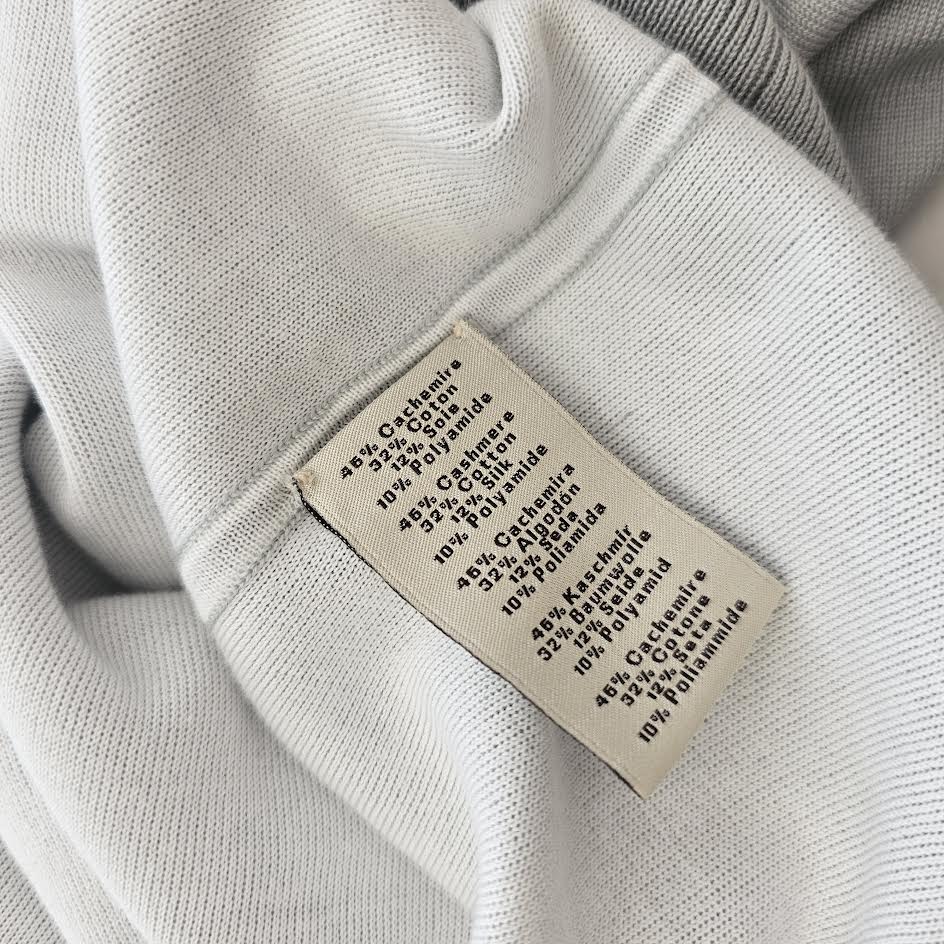 46% Cachemire
32% Coton
12% Soie
10% Polyamide
46% Cashmere
32% Cotton
12% Silk
10% Polyamide
46% Cachemira
32% Algodón
12% Seda
10% Poliamida
46% Kaschmir
32% Baumwolle
12% Seide
10% Polyamid
46% Cachemire
32% Cotone
12% Seta
10% Poliammide